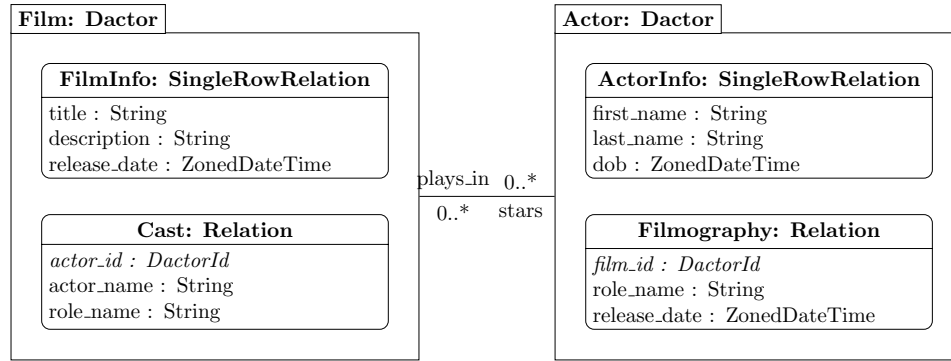 Film: Dactor
FilmInfo: SingleRowRelation
title : String
description : String
release_date : ZonedDateTime
Cast: Relation
actor_id : DactorId
actor_name : String
role_name : String
plays_in 0..*
0..* stars
Actor: Dactor
ActorInfo: SingleRowRelation
first_name : String
last_name : String
dob : ZonedDateTime
Filmography: Relation
film_id : DactorId
role_name : String
release_date : ZonedDateTime